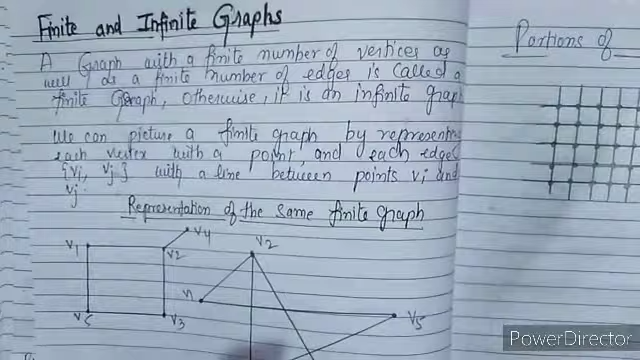 Finite and Infinite Graphs
A Graph with a finite number of vertices as
well as a finite number of edges is called a
finite Graph, otherwise, it is an infinite graph
We can picture a finite graph by representin
each vertex with a point, and each edges
{vi, vj} with a line between points vi and
vj.
Representation of the same finite graph
Portions of
v4
v1
v2
v2
v1
v5
v5
v3
PowerDirector